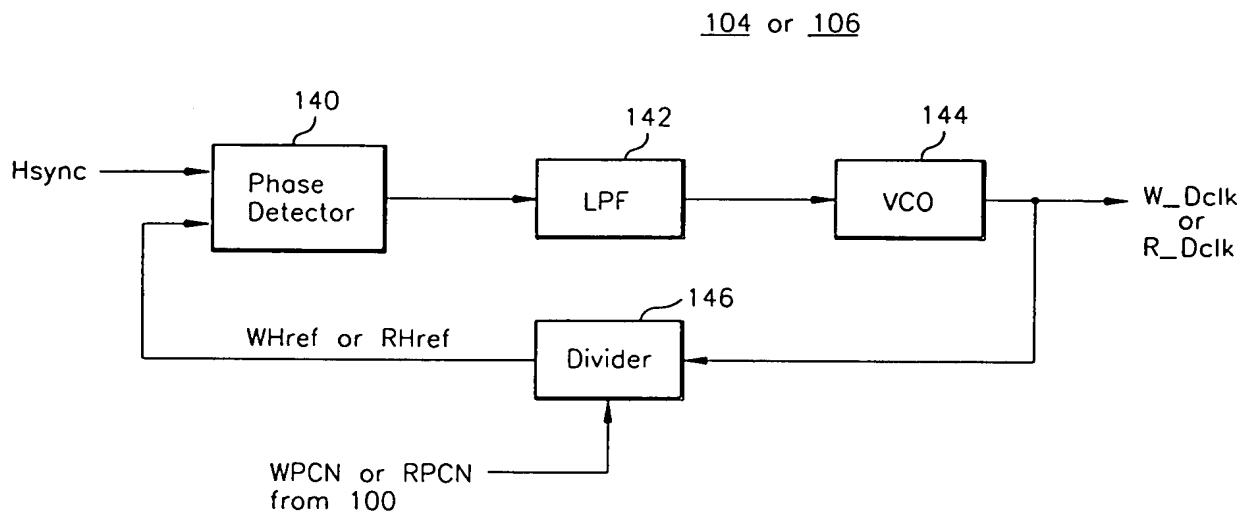 104 or 106
140
142
144
Hsync
Phase
Detector
LPF
VCO
W_Dclk
or
R_Dclk
146
WHref or RHref
Divider
WPCN or RPCN
from 100